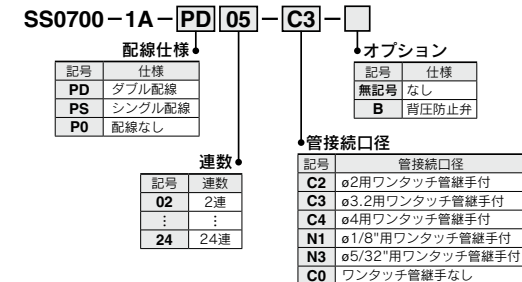 SS0700-1A-PD 05-C3-
配線仕様
記号 仕様
PD ダブル配線
PS シングル配線
P0 配線なし
連数
記号 連数
02 2連
⋮ ⋮
24 24連
オプション
記号 仕様
無記号 なし
B 背圧防止弁
管接続口径
記号 管接続口径
C2 ø2用ワンタッチ管継手付
C3 ø3.2用ワンタッチ管継手付
C4 ø4用ワンタッチ管継手付
N1 ø1/8"用ワンタッチ管継手付
N3 ø5/32"用ワンタッチ管継手付
C0 ワンタッチ管継手なし